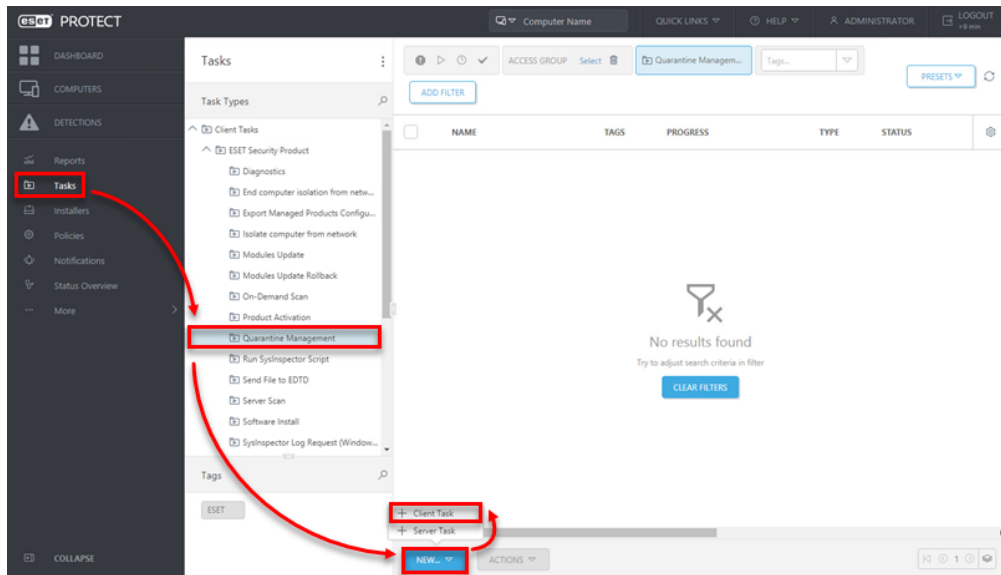 eset PROTECT
Computer Name
QUICK LINKS
HELP
ADMINISTRATOR
LOGOUT
>9 min
DASHBOARD
COMPUTERS
DETECTIONS
Reports
Tasks
Installers
Policies
Notifications
Status Overview
More
COLLAPSE
Tasks
Task Types
Client Tasks
ESET Security Product
Diagnostics
End computer isolation from netw...
Export Managed Products Configu...
Isolate computer from network
Modules Update
Modules Update Rollback
On-Demand Scan
Product Activation
Quarantine Management
Run SysInspector Script
Send File to EDTD
Server Scan
Software Install
SysInspector Log Request (Window...
Tags
ESET
ACCESS GROUP Select
Quarantine Managem...
Tags...
PRESETS
ADD FILTER
NAME TAGS PROGRESS TYPE STATUS
No results found
Try to adjust search criteria in filter
CLEAR FILTERS
Client Task
Server Task
NEW...
ACTIONS
1